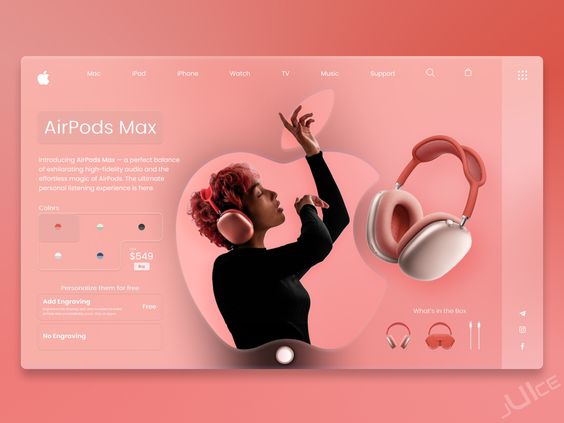 Mac iPad iPhone Watch TV Music Support
AirPods Max
Introducing AirPods Max — a perfect balance
of exhilarating high-fidelity audio and the
effortless magic of AirPods. The ultimate
personal listening experience is here.
Colors
$549
Buy
Personalize them for free
Add Engraving
Free
No Engraving
What's in the Box
JUICE